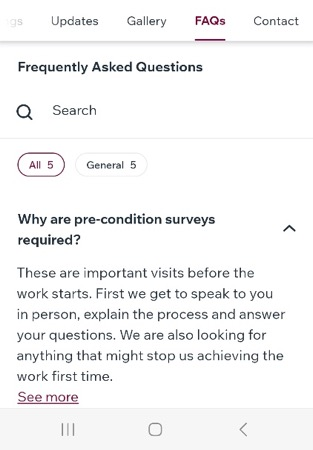 gs Updates Gallery FAQs Contact
Frequently Asked Questions
Search
All 5 General 5
Why are pre-condition surveys
required?
These are important visits before the
work starts. First we get to speak to you
in person, explain the process and answer
your questions. We are also looking for
anything that might stop us achieving the
work first time.
See more